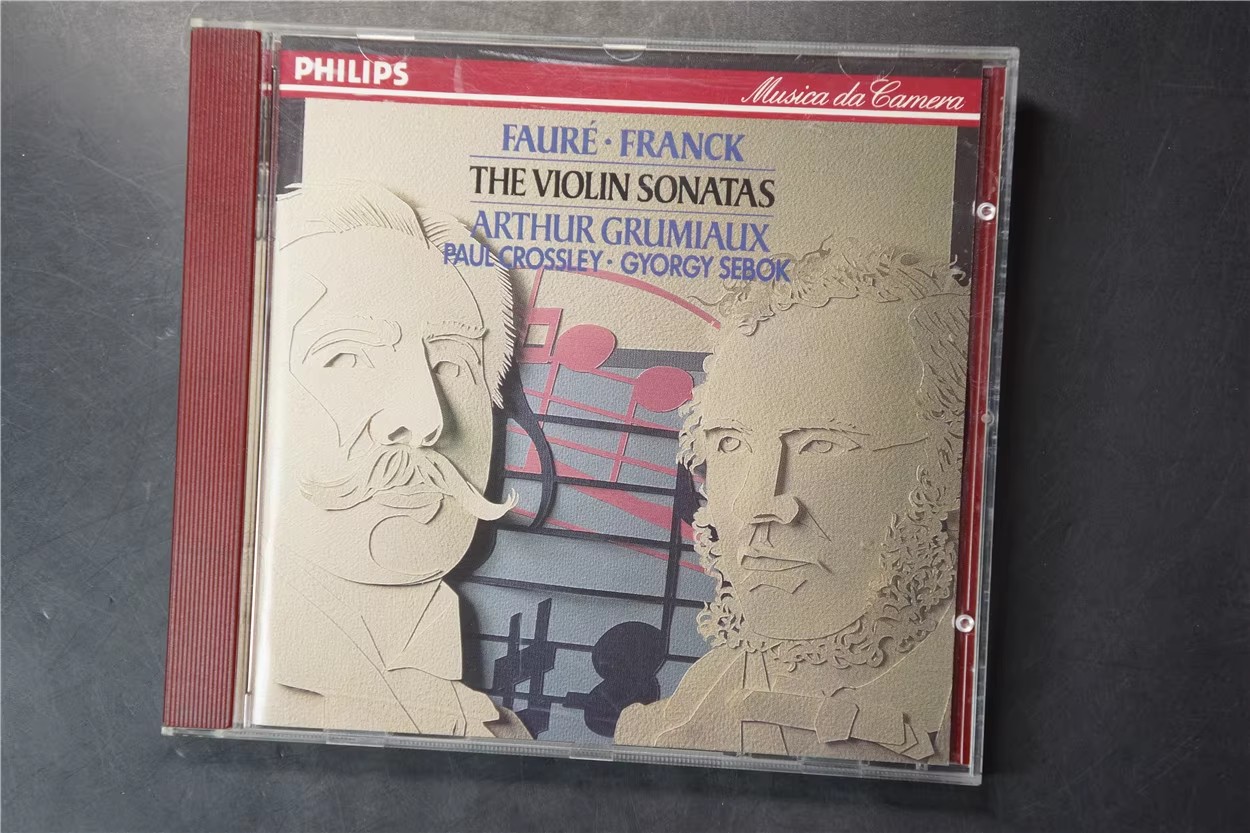 PHILIPS
Musica da Camera
FAURÉ · FRANCK
THE VIOLIN SONATAS
ARTHUR GRUMIAUX
PAUL CROSSLEY · GYORGY SEBOK